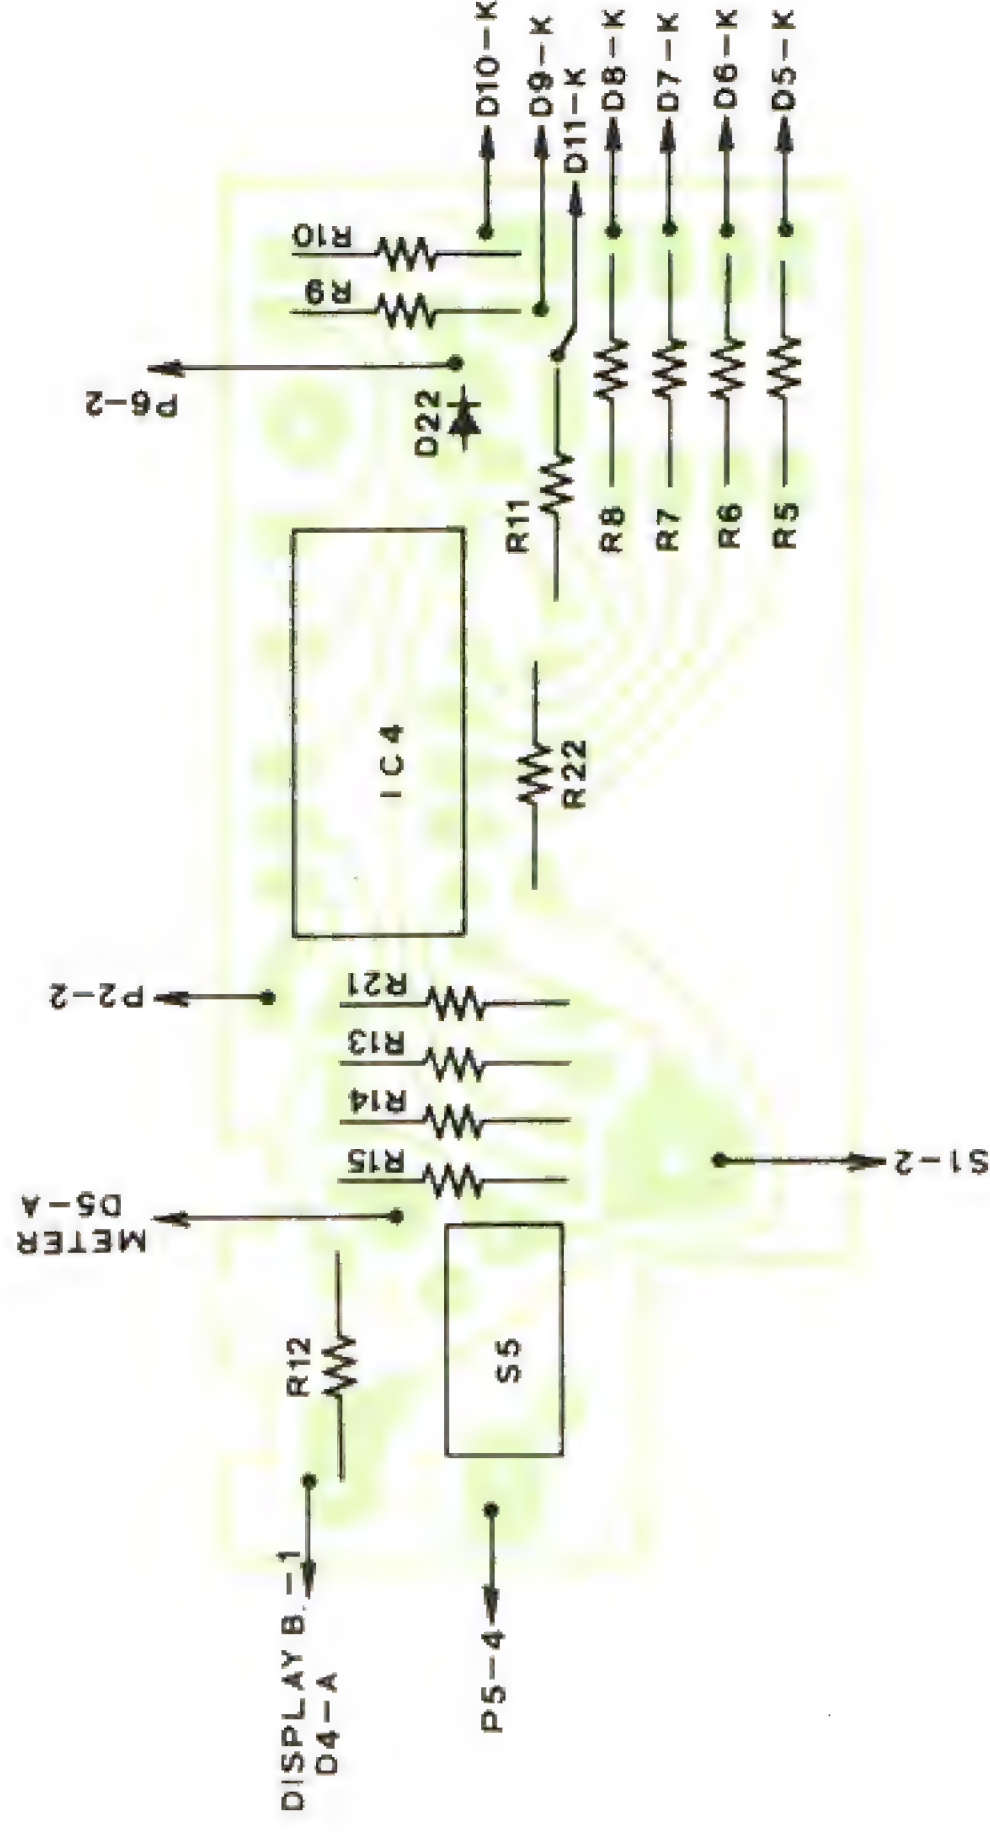 D10-K
D9-K
D11-K
D8-K
D7-K
D6-K
D5-K
R10
R9
P6-2
D22
R11
R8
R7
R6
R5
IC4
R22
P2-2
R21
R13
R14
R15
S1-2
METER
D5-A
R12
S5
DISPLAY B.-1
D4-A
P5-4